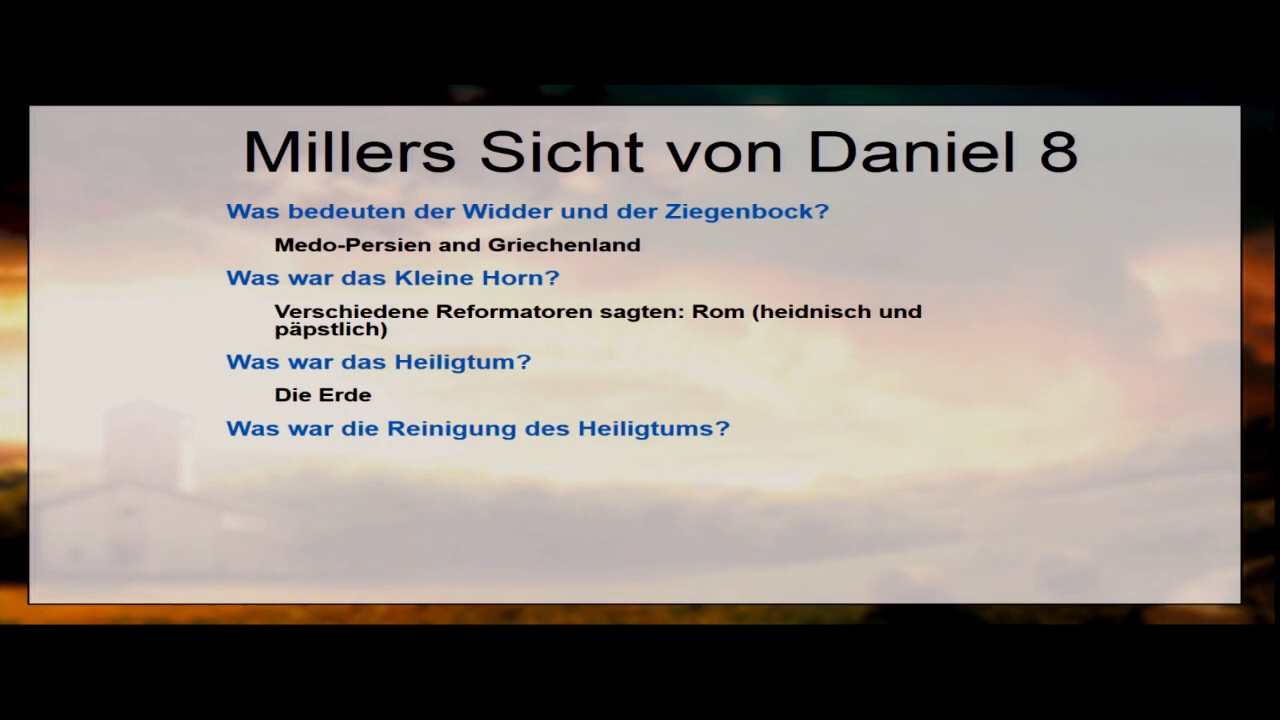 Millers Sicht von Daniel 8
Was bedeuten der Widder und der Ziegenbock?
Medo-Persien and Griechenland
Was war das Kleine Horn?
Verschiedene Reformatoren sagten: Rom (heidnisch und
päpstlich)
Was war das Heiligtum?
Die Erde
Was war die Reinigung des Heiligtums?